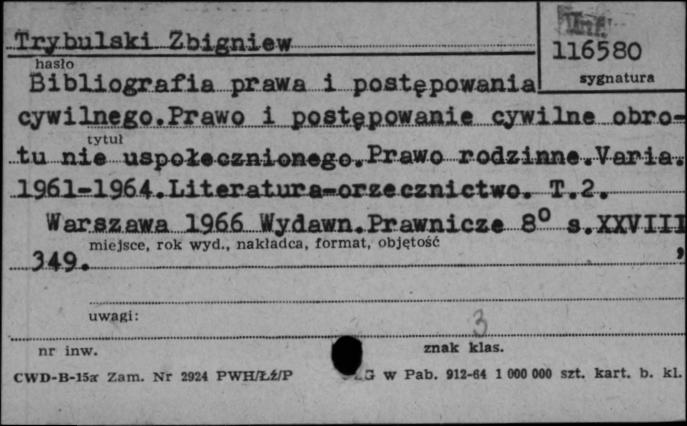 Inf.
Trybulski Zbigniew
116580
hasło
sygnatura
Bibliografia prawa i postępowania
cywilnego.Prawo i postępowanie cywilne obro-
tytuł
tu nie uspołecznionego.Prawo rodzinne.Varia.
1961-1964.Literatura-orzecznictwo. T.2.
Warszawa 1966 Wydawn.Prawnicze 8° s.XXVIII,
miejsce, rok wyd., nakładca, format, objętość
349.
uwagi:
3
nr inw.
znak klas.
CWD-B-15a Zam. Nr 2924 PWH/Łź/P w Pab. 912-64 1 000 000 szt. kart. b. kl.